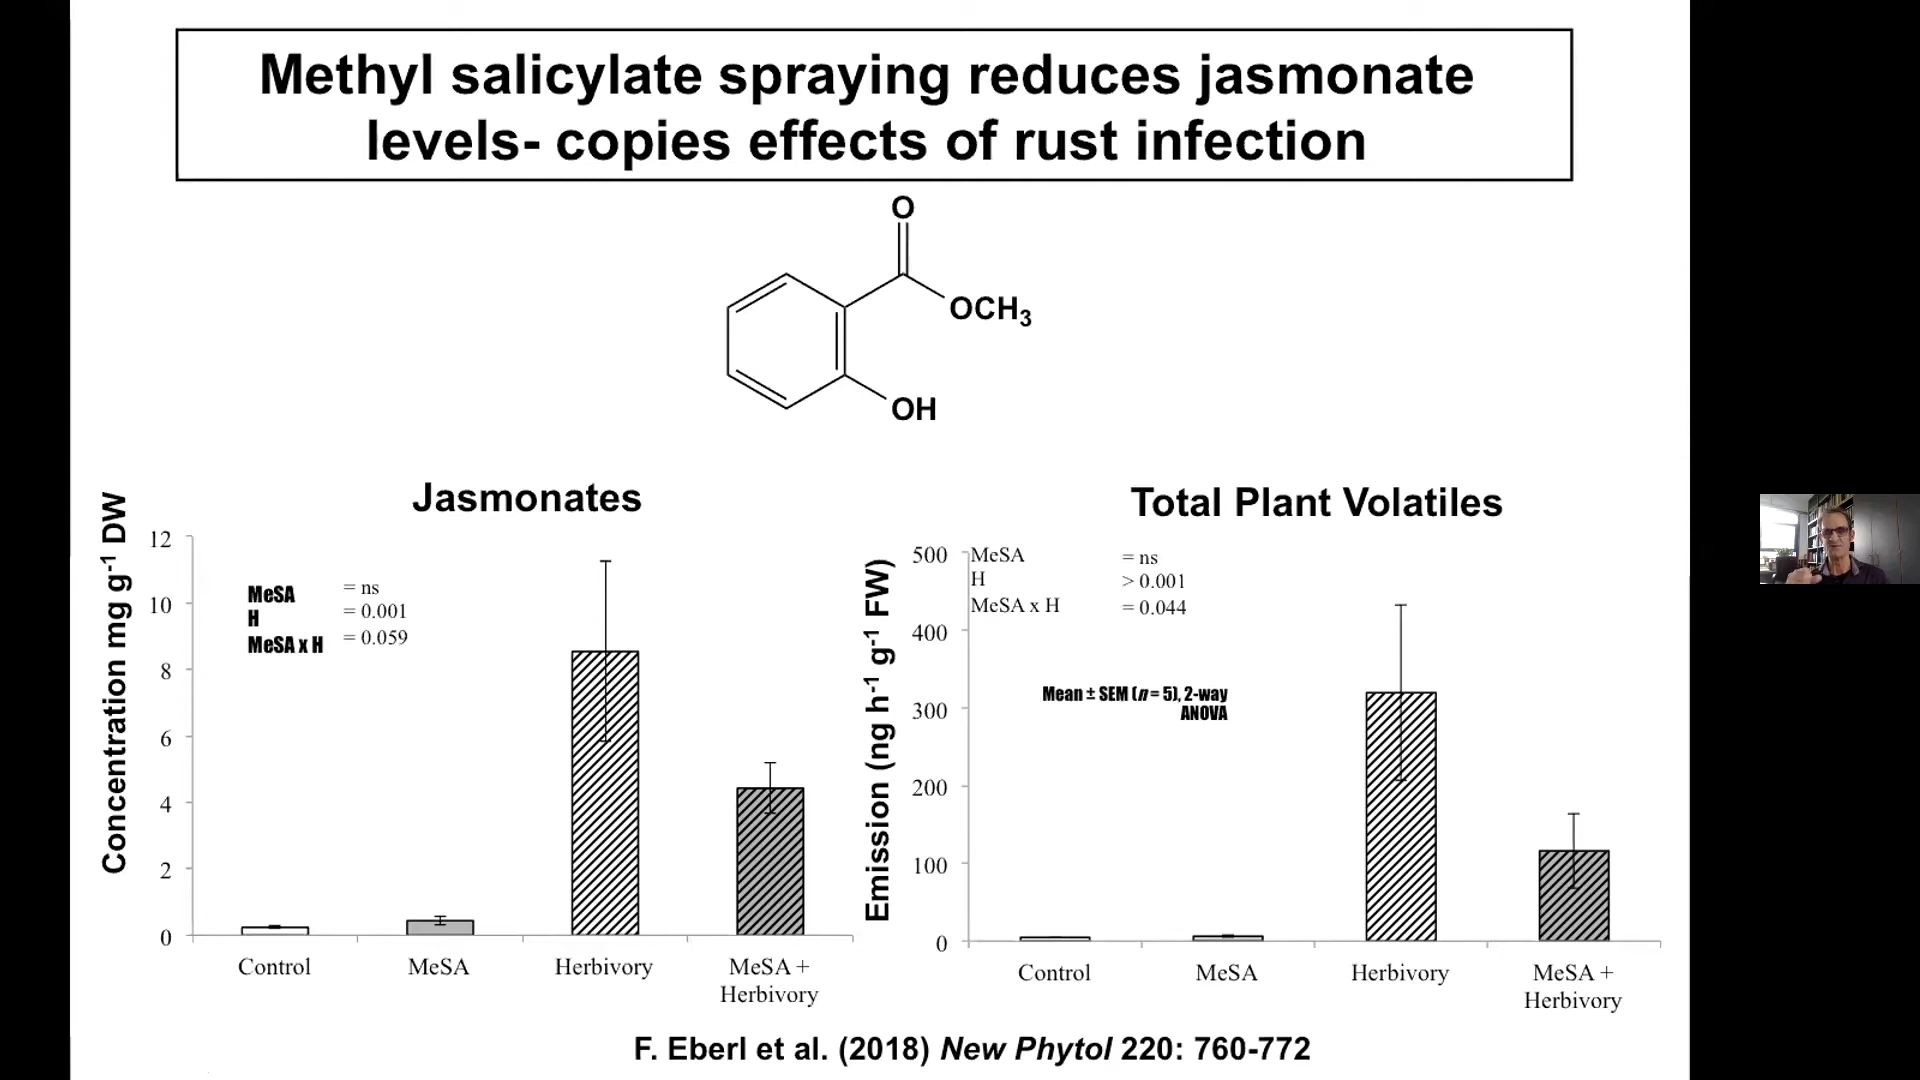 Methyl salicylate spraying reduces jasmonate
levels- copies effects of rust infection
O
OCH3
OH
Jasmonates
Concentration mg g-1 DW
12
10
8
6
4
2
0
MeSA = ns
H = 0.001
MeSA x H = 0.059
Control
MeSA
Herbivory
MeSA +
Herbivory
Total Plant Volatiles
Emission (ng h-1 g-1 FW)
500
400
300
200
100
0
MeSA = ns
H > 0.001
MeSA x H = 0.044
Mean ± SEM (n = 5), 2-way
ANOVA
Control
MeSA
Herbivory
MeSA +
Herbivory
F. Eberl et al. (2018) New Phytol 220: 760-772